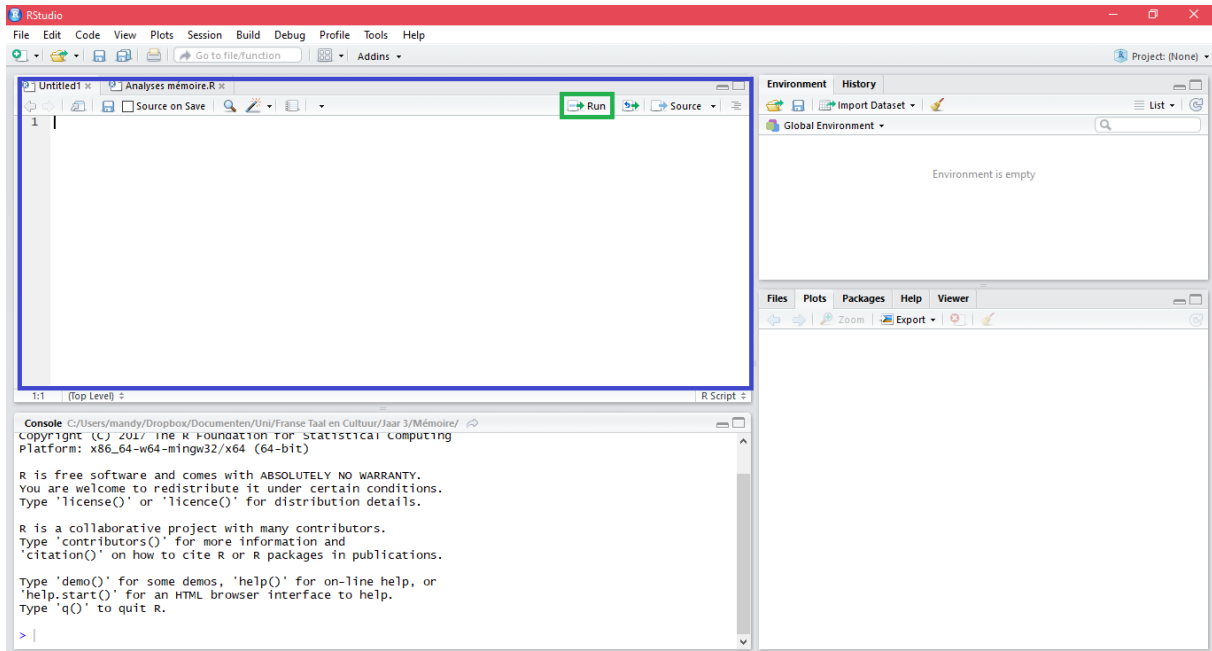 RStudio
File Edit Code View Plots Session Build Debug Profile Tools Help
Go to file/function Addins Project: (None)
Untitled1 × Analyses mémoire.R ×
Source on Save Run Source
1
1:1 (Top Level) R Script
Console C:/Users/mandy/Dropbox/Documenten/Uni/Franse Taal en Cultuur/Jaar 3/Mémoire/
Copyright (C) 2017 The R Foundation for Statistical Computing
Platform: x86_64-w64-mingw32/x64 (64-bit)
R is free software and comes with ABSOLUTELY NO WARRANTY.
You are welcome to redistribute it under certain conditions.
Type 'license()' or 'licence()' for distribution details.
R is a collaborative project with many contributors.
Type 'contributors()' for more information and
'citation()' on how to cite R or R packages in publications.
Type 'demo()' for some demos, 'help()' for on-line help, or
'help.start()' for an HTML browser interface to help.
Type 'q()' to quit R.
>
Environment History
Import Dataset List
Global Environment
Environment is empty
Files Plots Packages Help Viewer
Zoom Export